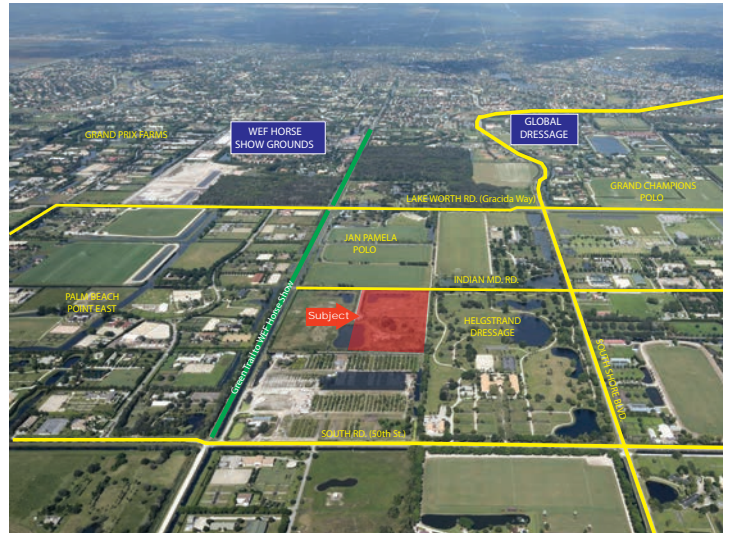 GRAND PRIX FARMS
WEF HORSE
SHOW GROUNDS
GLOBAL
DRESSAGE
GRAND CHAMPIONS
POLO
LAKE WORTH RD. (Gracida Way)
JAN PAMELA
POLO
INDIAN MD. RD.
PALM BEACH
POINT EAST
Green Trail to WEF Horse Show
Subject
HELGSTRAND
DRESSAGE
SOUTH SHORE BLVD.
SOUTH RD. (50th St.)